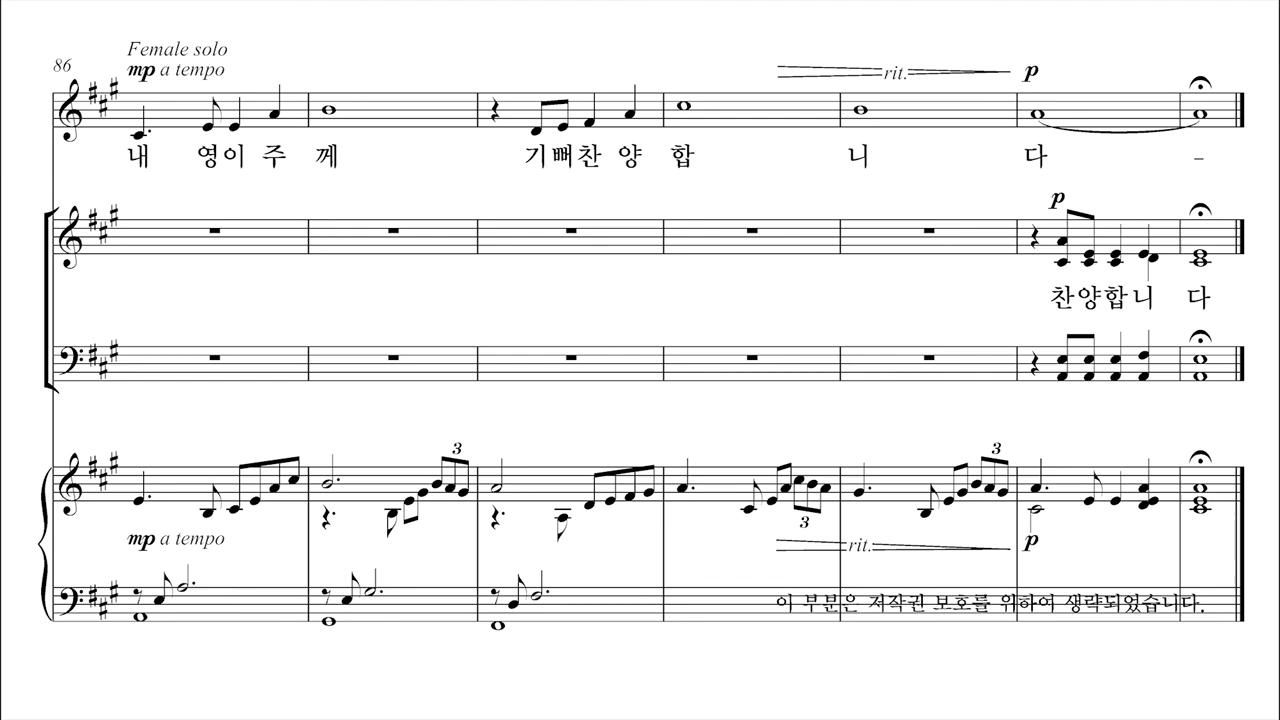 Female solo
86
mp a tempo
rit.
p
내 영이 주 께 기뻐찬 양 합 니 다 -
p
찬양합니 다
3
3
3
mp a tempo
rit.
p
이 부분은 저작권 보호를 위하여 생략되었습니다.